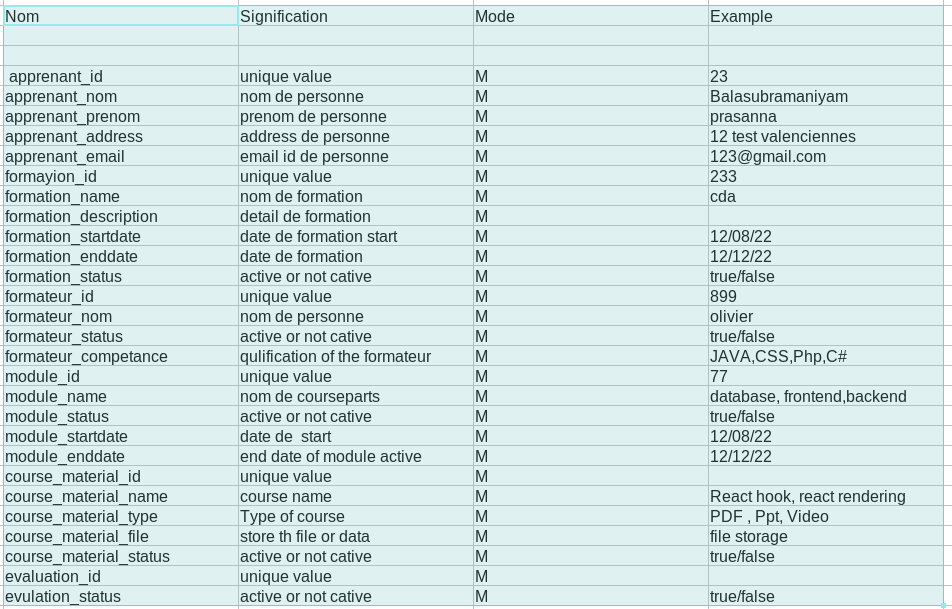 Nom Signification Mode Example
apprenant_id unique value M 23
apprenant_nom nom de personne M Balasubramaniyam
apprenant_prenom prenom de personne M prasanna
apprenant_address address de personne M 12 test valenciennes
apprenant_email email id de personne M 123@gmail.com
formayion_id unique value M 233
formation_name nom de formation M cda
formation_description detail de formation M
formation_startdate date de formation start M 12/08/22
formation_enddate date de formation M 12/12/22
formation_status active or not cative M true/false
formateur_id unique value M 899
formateur_nom nom de personne M olivier
formateur_status active or not cative M true/false
formateur_competance qulification of the formateur M JAVA,CSS,Php,C#
module_id unique value M 77
module_name nom de courseparts M database, frontend,backend
module_status active or not cative M true/false
module_startdate date de  start M 12/08/22
module_enddate end date of module active M 12/12/22
course_material_id unique value M
course_material_name course name M React hook, react rendering
course_material_type Type of course M PDF , Ppt, Video
course_material_file store th file or data M file storage
course_material_status active or not cative M true/false
evaluation_id unique value M
evulation_status active or not cative M true/false